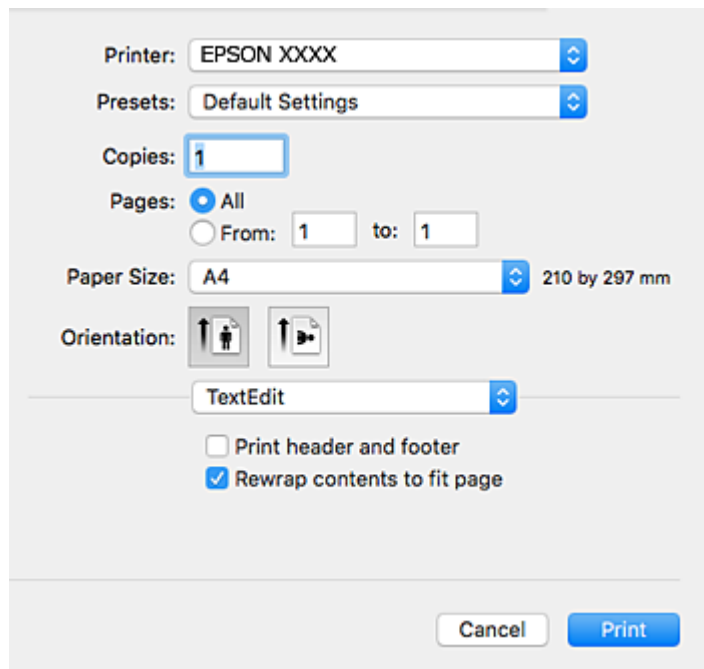 Printer: EPSON XXXX
Presets: Default Settings
Copies: 1
Pages: All
From: 1 to: 1
Paper Size: A4 210 by 297 mm
Orientation:
TextEdit
Print header and footer
Rewrap contents to fit page
Cancel Print